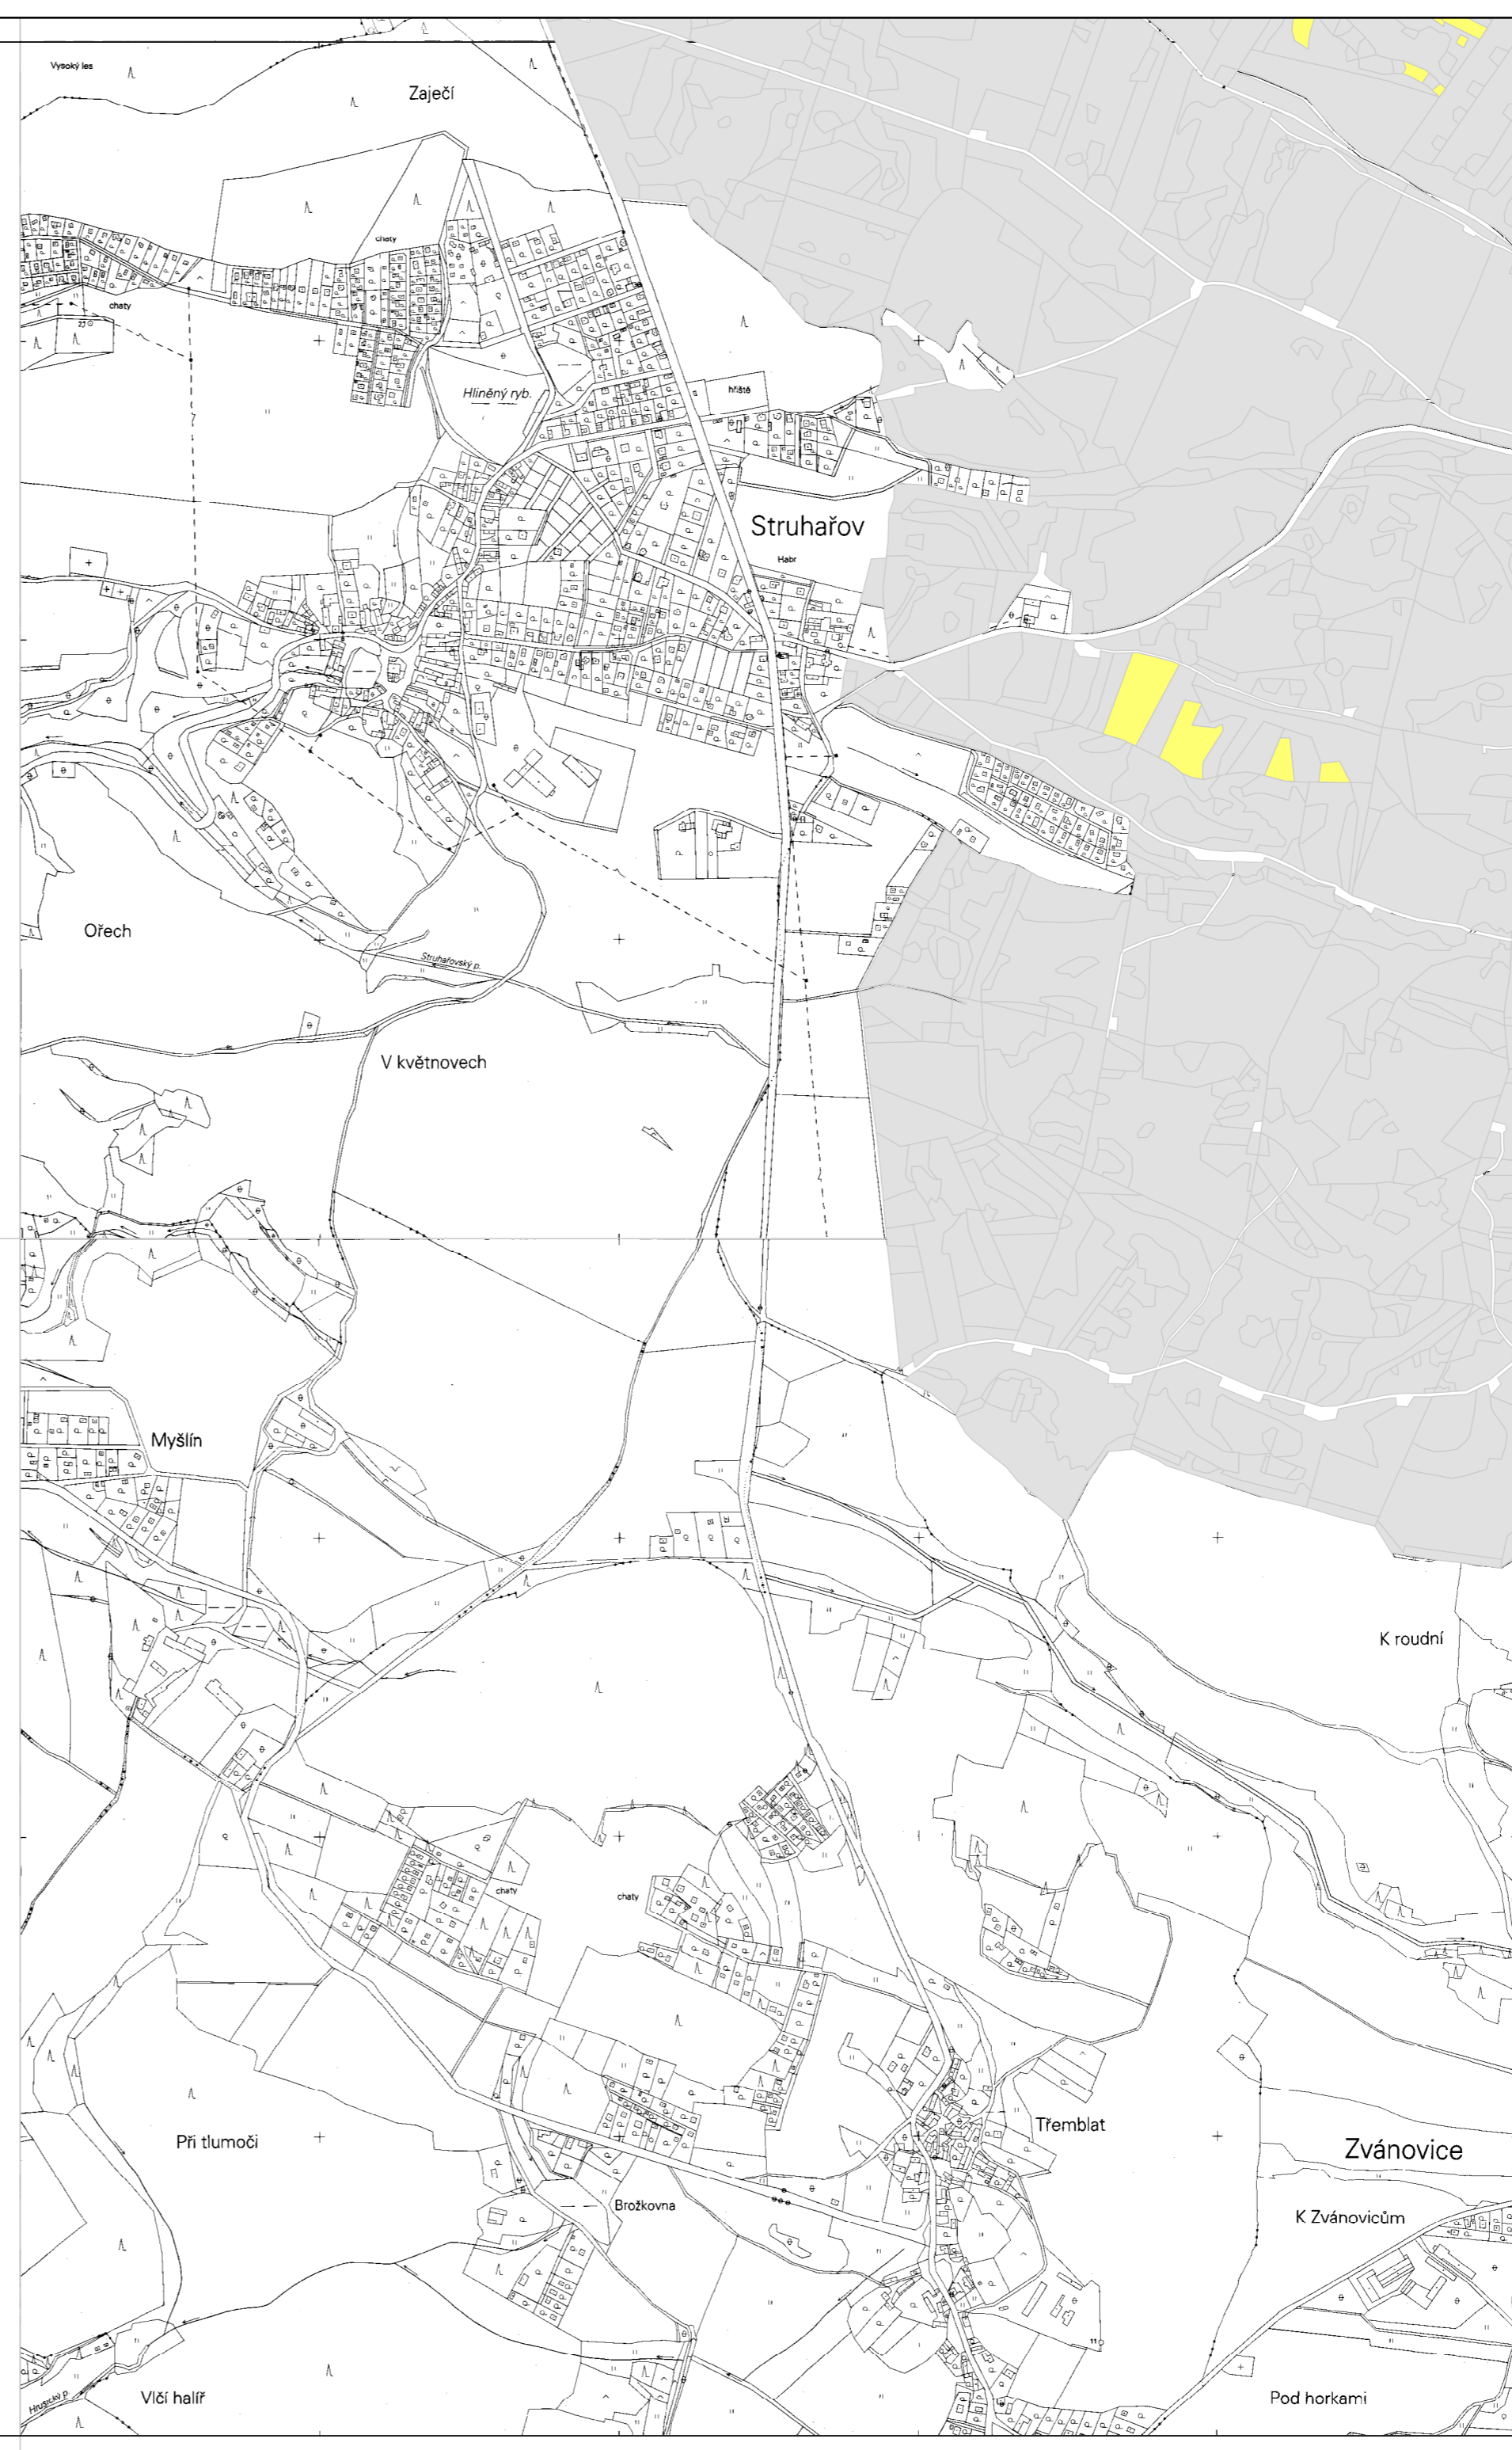 Vysoký les
Zaječí
chaty
chaty
Hliněný ryb.
hřiště
Struhařov
Habr
Ořech
Struhařovský p.
V květnovech
Myšlín
K roudní
chaty
chaty
Třemblat
Při tlumoči
Zvánovice
Brožkovna
K Zvánovicům
Vlčí halíř
Pod horkami
Hrusický p.